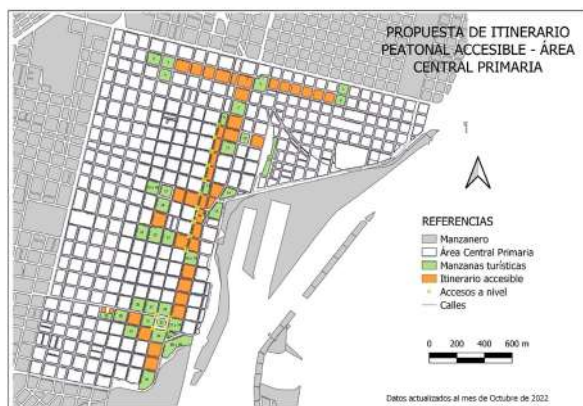 PROPUESTA DE ITINERARIO
PEATONAL ACCESIBLE - ÁREA
CENTRAL PRIMARIA
REFERENCIAS
Manzanero
Área Central Primaria
Manzanas turísticas
Itinerario accesible
Accesos a nivel
Calles
0 200 400 600 m
Datos actualizados al mes de Octubre de 2022